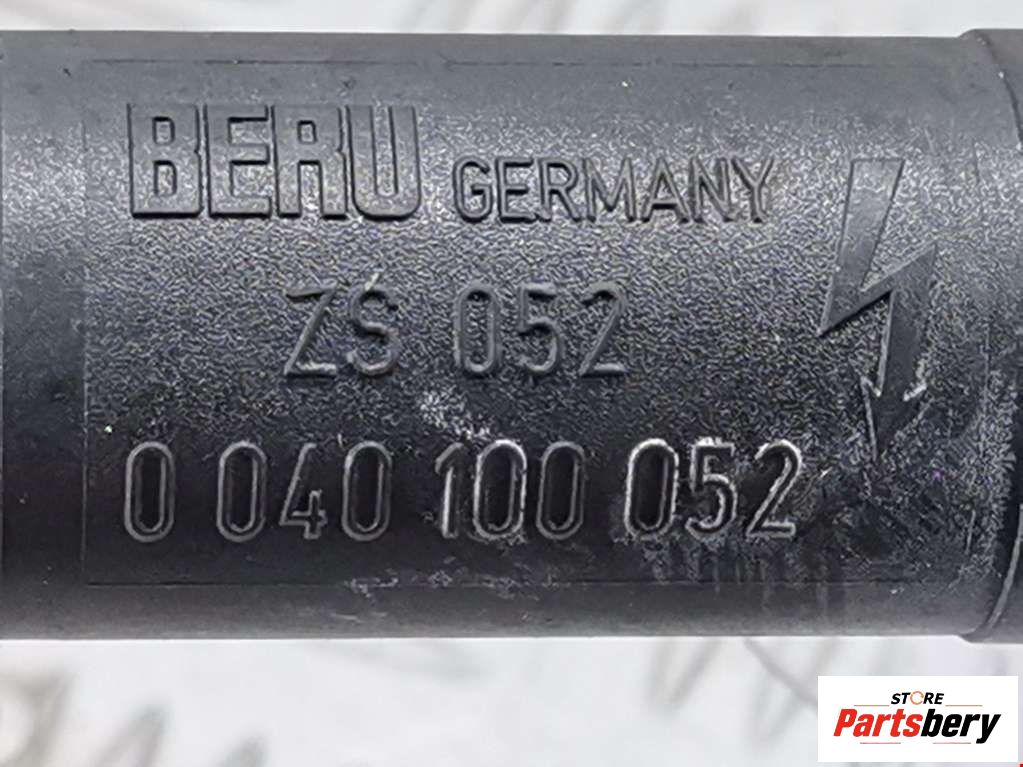 BERU GERMANY
ZS 052
0 040 100 052
STORE
Partsbery